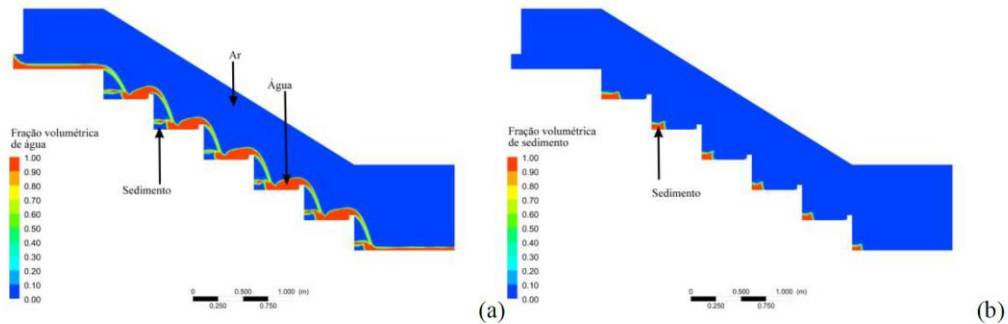 Ar
Água
Fração volumétrica
de água
1.00
0.90
0.80
0.70
0.60
0.50
0.40
0.30
0.20
0.10
0.00
Sedimento
0 0.500 1.000 (m)
0.250 0.750
(a)
Fração volumétrica
de sedimento
1.00
0.90
0.80
0.70
0.60
0.50
0.40
0.30
0.20
0.10
0.00
Sedimento
0 0.500 1.000 (m)
0.250 0.750
(b)